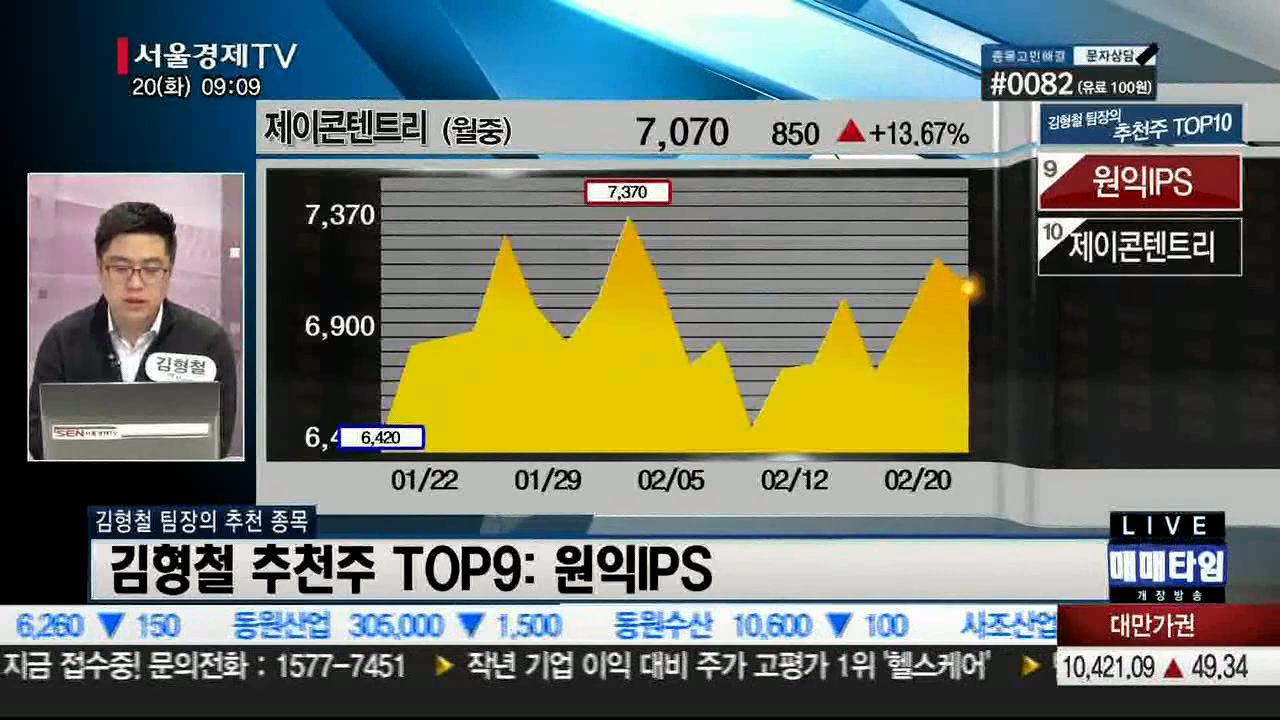 서울경제TV
20(화) 09:09
종목고민해결 문자상담
#0082 (유료 100원)
제이콘텐트리 (월중) 7,070 850 ▲+13.67%
김형철 팀장의
추천주 TOP10
9 원익IPS
10 제이콘텐트리
7,370
7,370
6,900
6,420
01/22 01/29 02/05 02/12 02/20
김형철
SEN
김형철 팀장의 추천 종목
김형철 추천주 TOP9: 원익IPS
LIVE
매매타임
개장방송
6,260 ▼ 150 동원산업 305,000 ▼ 1,500 동원수산 10,600 ▼ 100 사조산업
대만가권
지금 접수중! 문의전화 : 1577-7451 작년 기업 이익 대비 주가 고평가 1위 '헬스케어'
10,421.09 ▲ 49.34